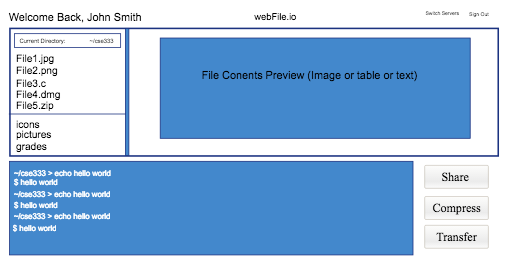 Welcome Back, John Smith
webFile.io
Switch Servers
Sign Out
Current Directory: ~/cse333
File1.jpg
File2.png
File3.c
File4.dmg
File5.zip
icons
pictures
grades
File Conents Preview (Image or table or text)
~/cse333 > echo hello world
$ hello world
~/cse333 > echo hello world
$ hello world
~/cse333 > echo hello world
$ hello world
Share
Compress
Transfer